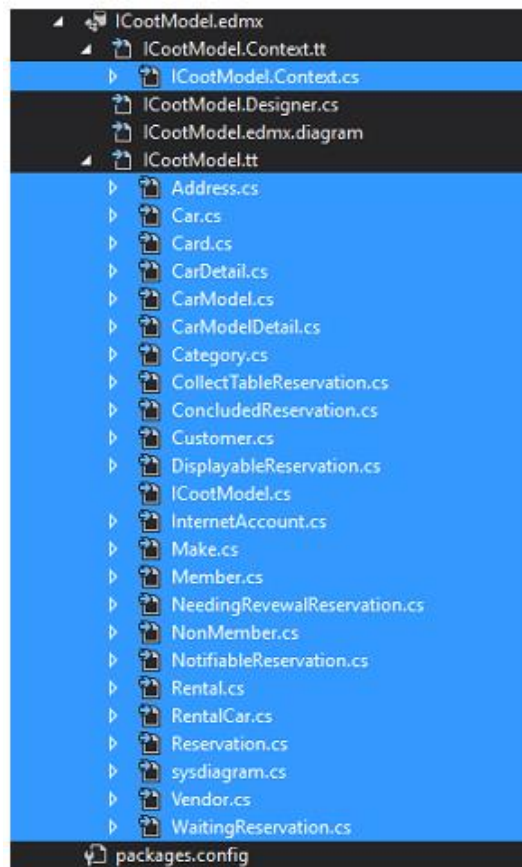 ICootModel.edmx
ICootModel.Context.tt
ICootModel.Context.cs
ICootModel.Designer.cs
ICootModel.edmx.diagram
ICootModel.tt
Address.cs
Car.cs
Card.cs
CarDetail.cs
CarModel.cs
CarModelDetail.cs
Category.cs
CollectTableReservation.cs
ConcludedReservation.cs
Customer.cs
DisplayableReservation.cs
ICootModel.cs
InternetAccount.cs
Make.cs
Member.cs
NeedingRevewalReservation.cs
NonMember.cs
NotifiableReservation.cs
Rental.cs
RentalCar.cs
Reservation.cs
sysdiagram.cs
Vendor.cs
WaitingReservation.cs
packages.config